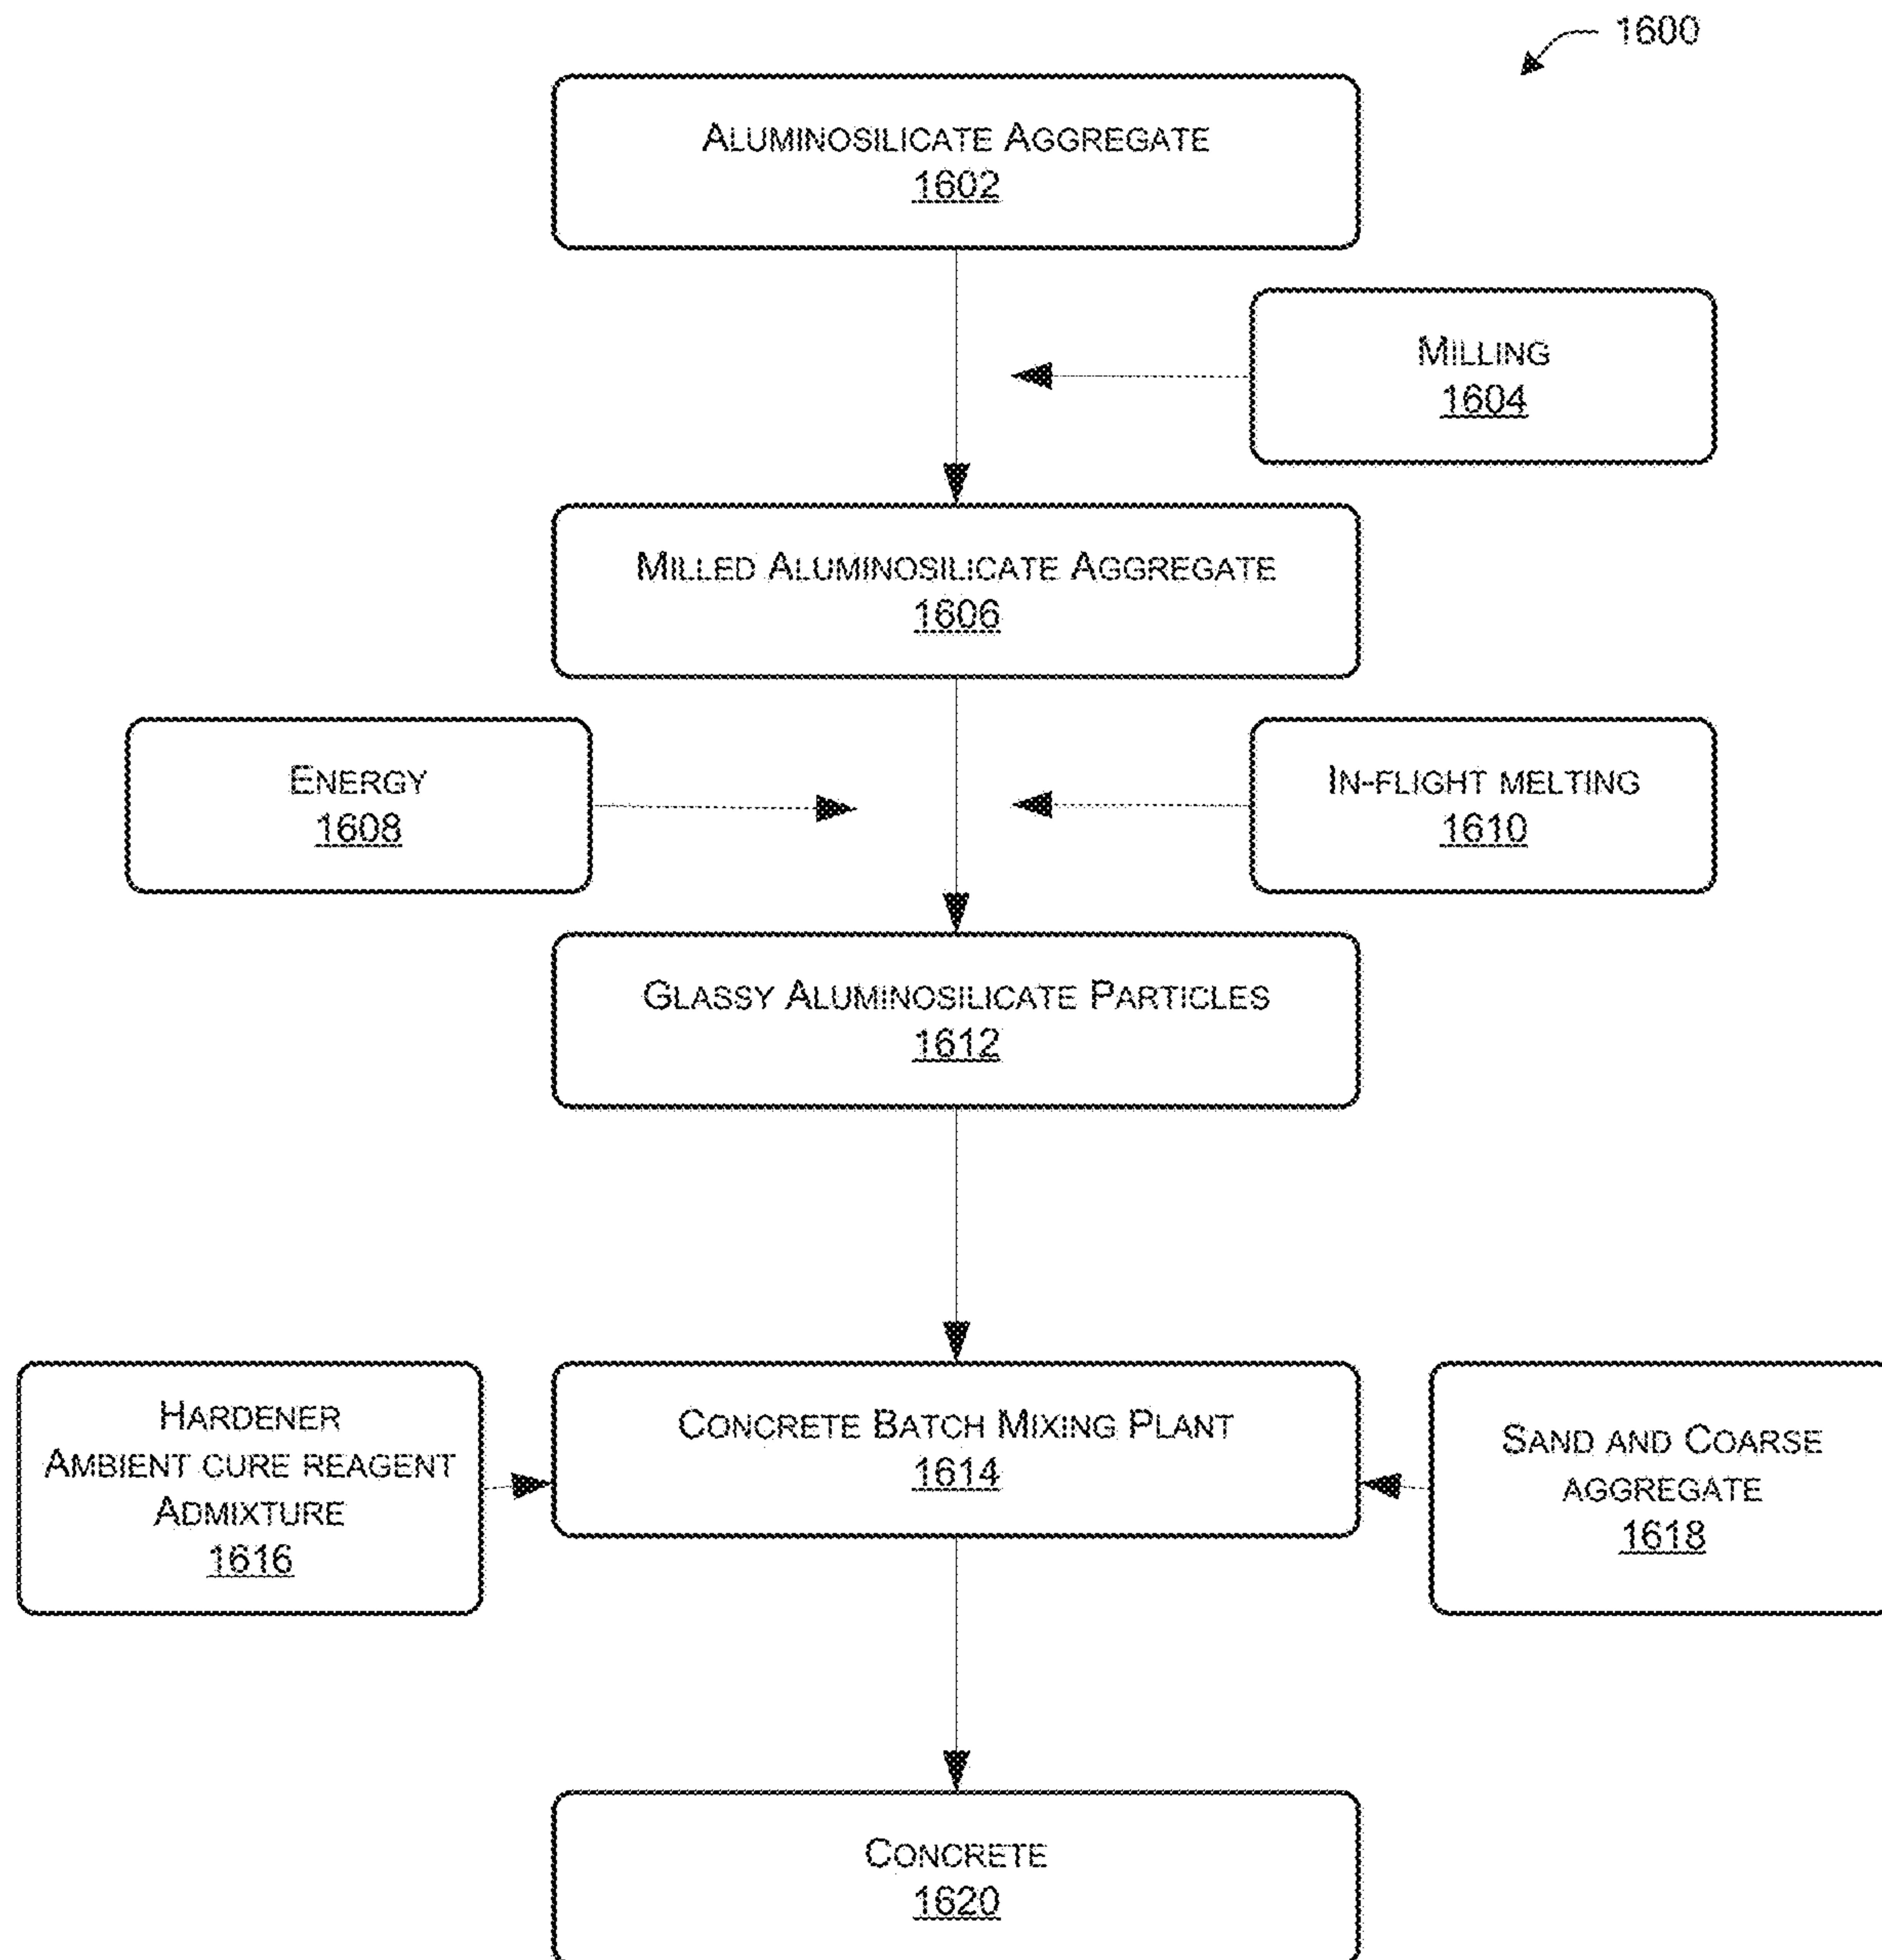 1600
ALUMINOSILICATE AGGREGATE
1602
MILLING
1604
MILLED ALUMINOSILICATE AGGREGATE
1606
ENERGY
1608
IN-FLIGHT MELTING
1610
GLASSY ALUMINOSILICATE PARTICLES
1612
HARDENER
AMBIENT CURE REAGENT
ADMIXTURE
1616
CONCRETE BATCH MIXING PLANT
1614
SAND AND COARSE
AGGREGATE
1618
CONCRETE
1620